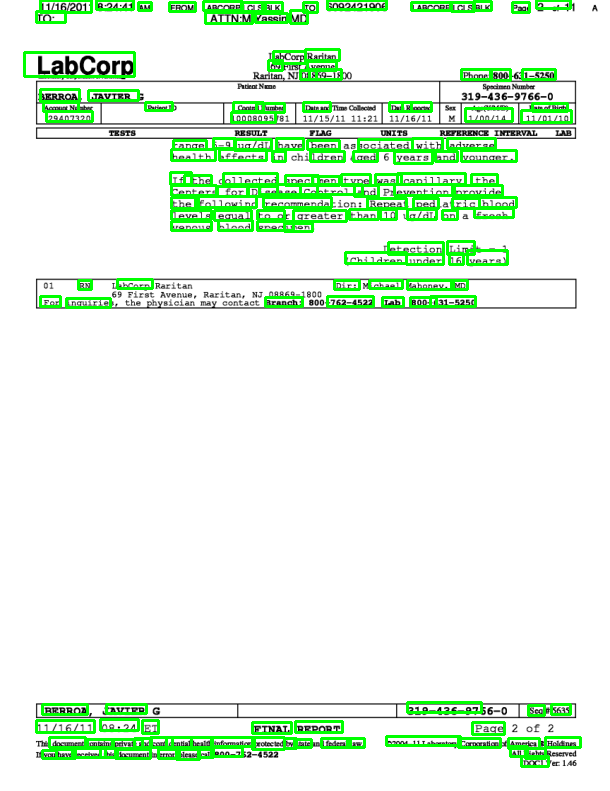 11/16/2011 8:24:41 AM FROM LABCORP CLS BLK TO 6092421906 LABCORP CLS BLK Page 2 of 11 A
TO: ATTN:M Yassin MD
LabCorp
LabCorp Raritan
69 First Avenue
Raritan, NJ 08869-1800
Phone: 800-631-5250
Patient Name
Specimen Number
BERROA, JAVIER G
319-436-9766-0
Account Number Patient ID Control Number Date and Time Collected Date Reported Sex Age(Y/M/D) Date of Birth
29407320 11/15/11 11:21 11/16/11 M 1/00/14 11/01/10
TESTS RESULT FLAG UNITS REFERENCE INTERVAL LAB
range 5-9 ug/dL have been associated with adverse
health effects in children aged 6 years and younger.
If the collected specimen type was capillary, the
Centers for Disease Control and Prevention provide
the following recommendation: Repeat pediatric blood
levels equal to or greater than 10 ug/dL on a fresh
venous blood specimen.
Detection Limit = 1
(Children under 16 years)
01 RN LabCorp Raritan Dir: Michael Mahoney, MD
69 First Avenue, Raritan, NJ 08869-1800
For inquiries, the physician may contact Branch: 800-762-4522 Lab: 800-631-5250
BERROA, JAVIER G
319-436-9766-0
Seq # 5635
11/16/11 08:24 ET FINAL REPORT Page 2 of 2
This document contains private and confidential health information protected by state and federal law.
If you have received this document in error, please call 800-762-4522
©2004-11 Laboratory Corporation of America ® Holdings
All Rights Reserved
DOC1 Ver: 1.46